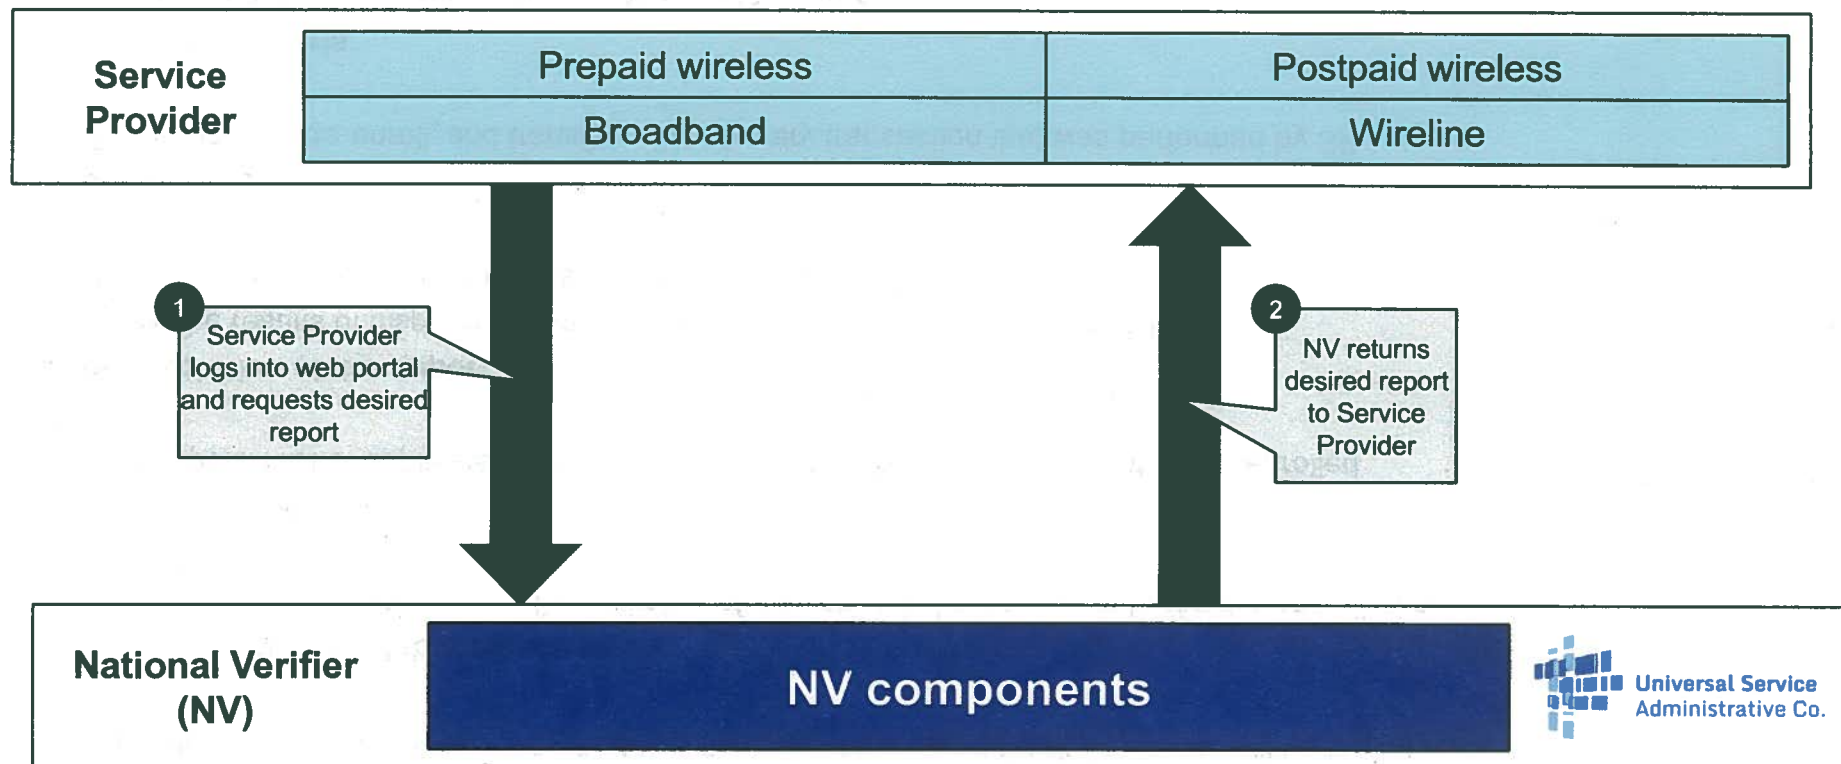 Service
Provider
Prepaid wireless
Postpaid wireless
Broadband
Wireline
1
Service Provider
logs into web portal
and requests desired
report
2
NV returns
desired report
to Service
Provider
National Verifier
(NV)
NV components
Universal Service
Administrative Co.